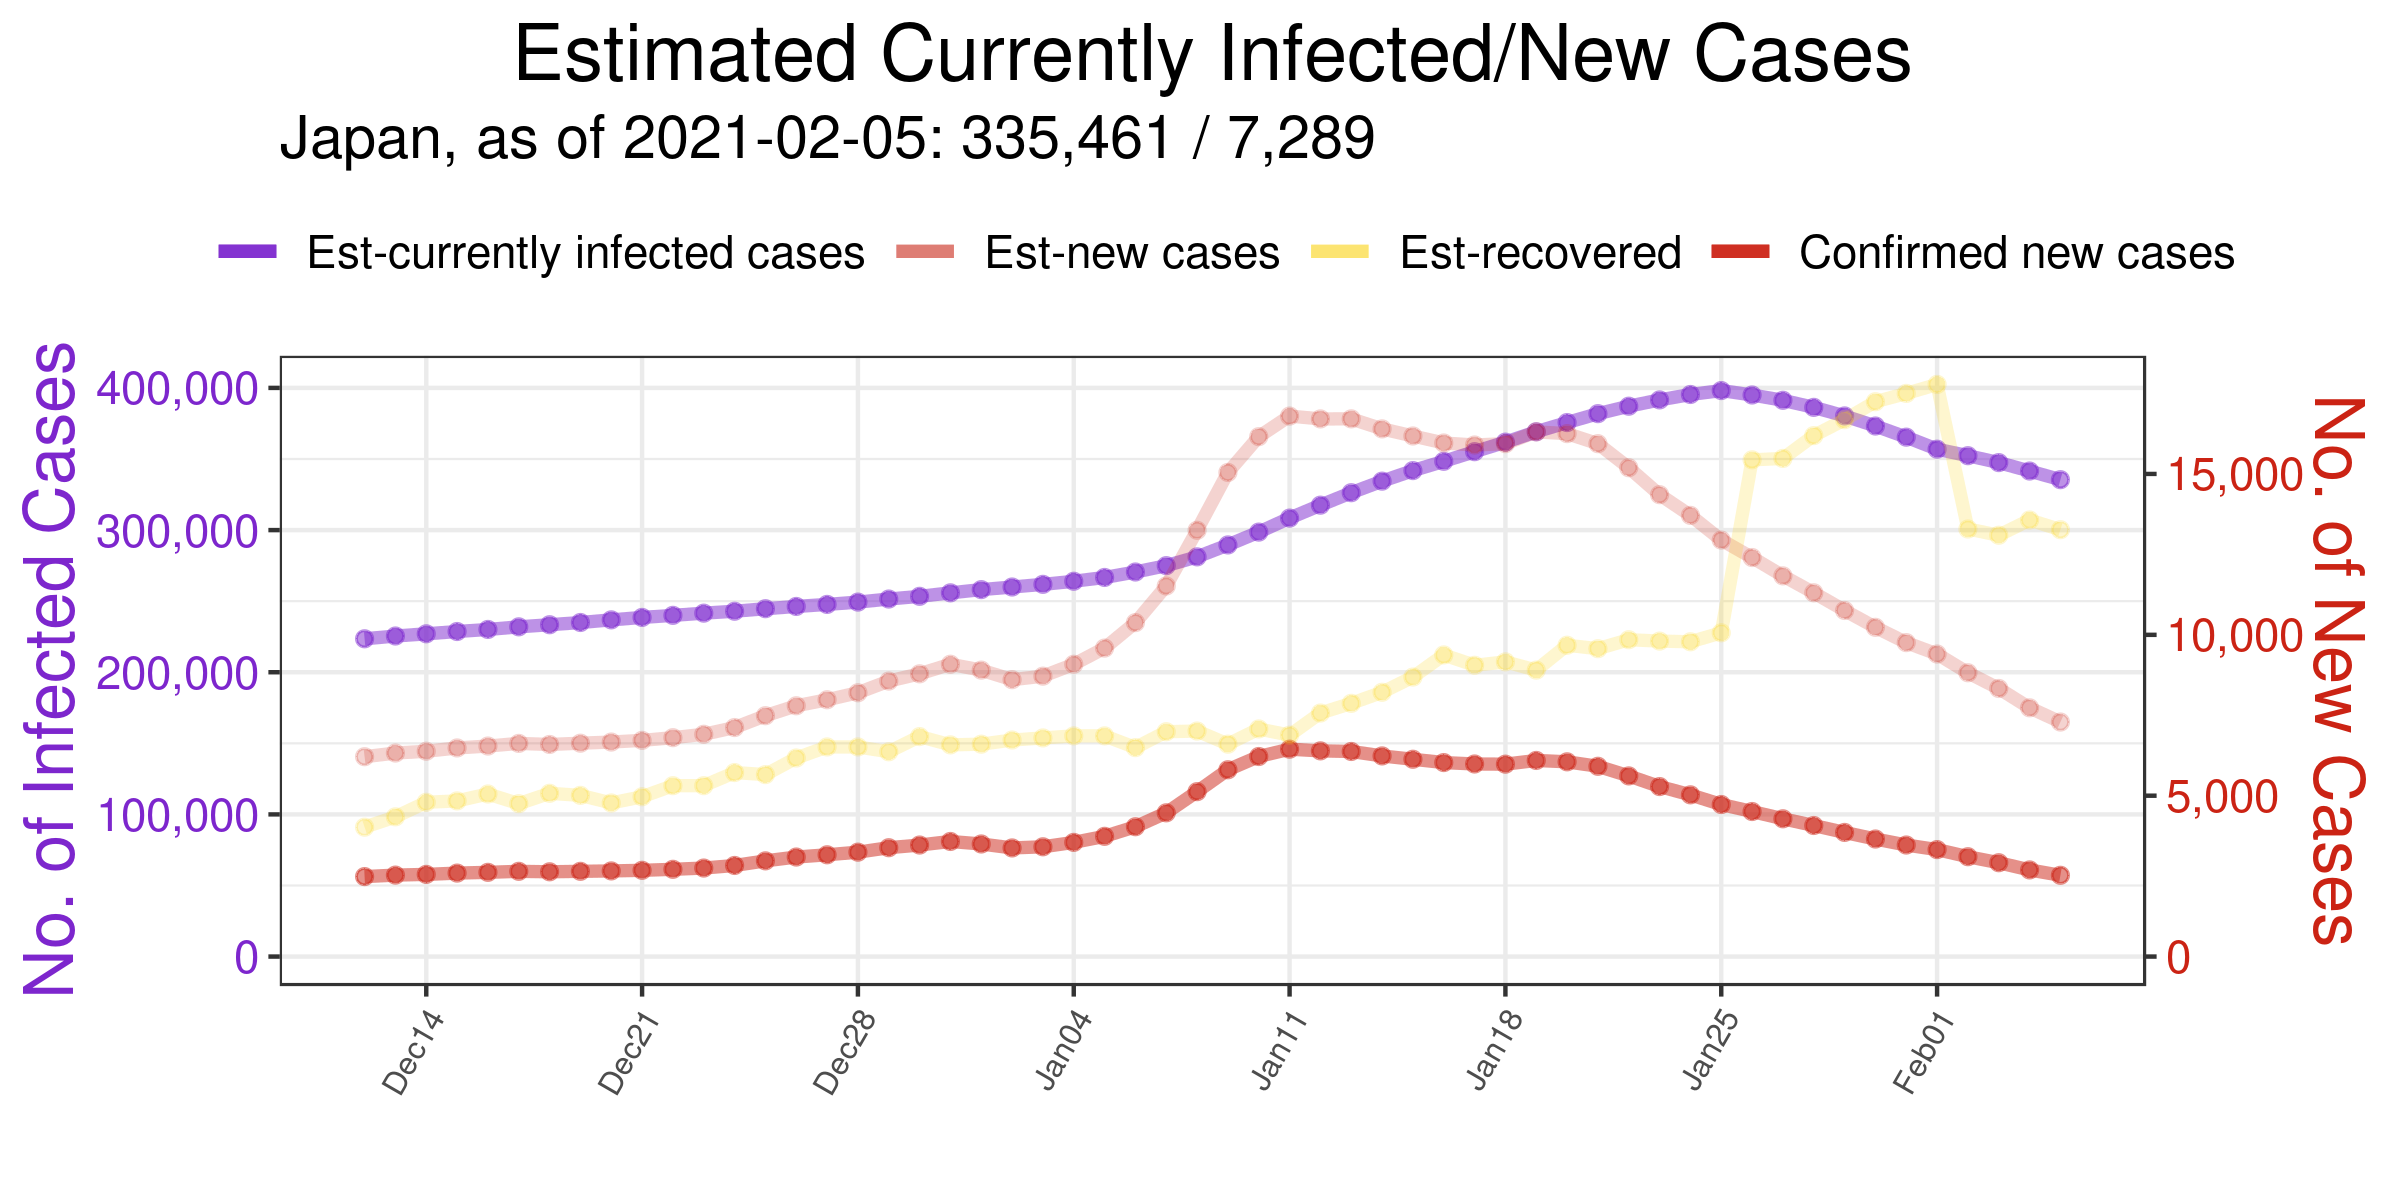 Estimated Currently Infected/New Cases
Japan, as of 2021-02-05: 335,461 / 7,289
Est-currently infected cases Est-new cases Est-recovered Confirmed new cases
No. of Infected Cases
400,000
300,000
200,000
100,000
0
15,000
10,000
5,000
0
No. of New Cases
Dec14 Dec21 Dec28 Jan04 Jan11 Jan18 Jan25 Feb01